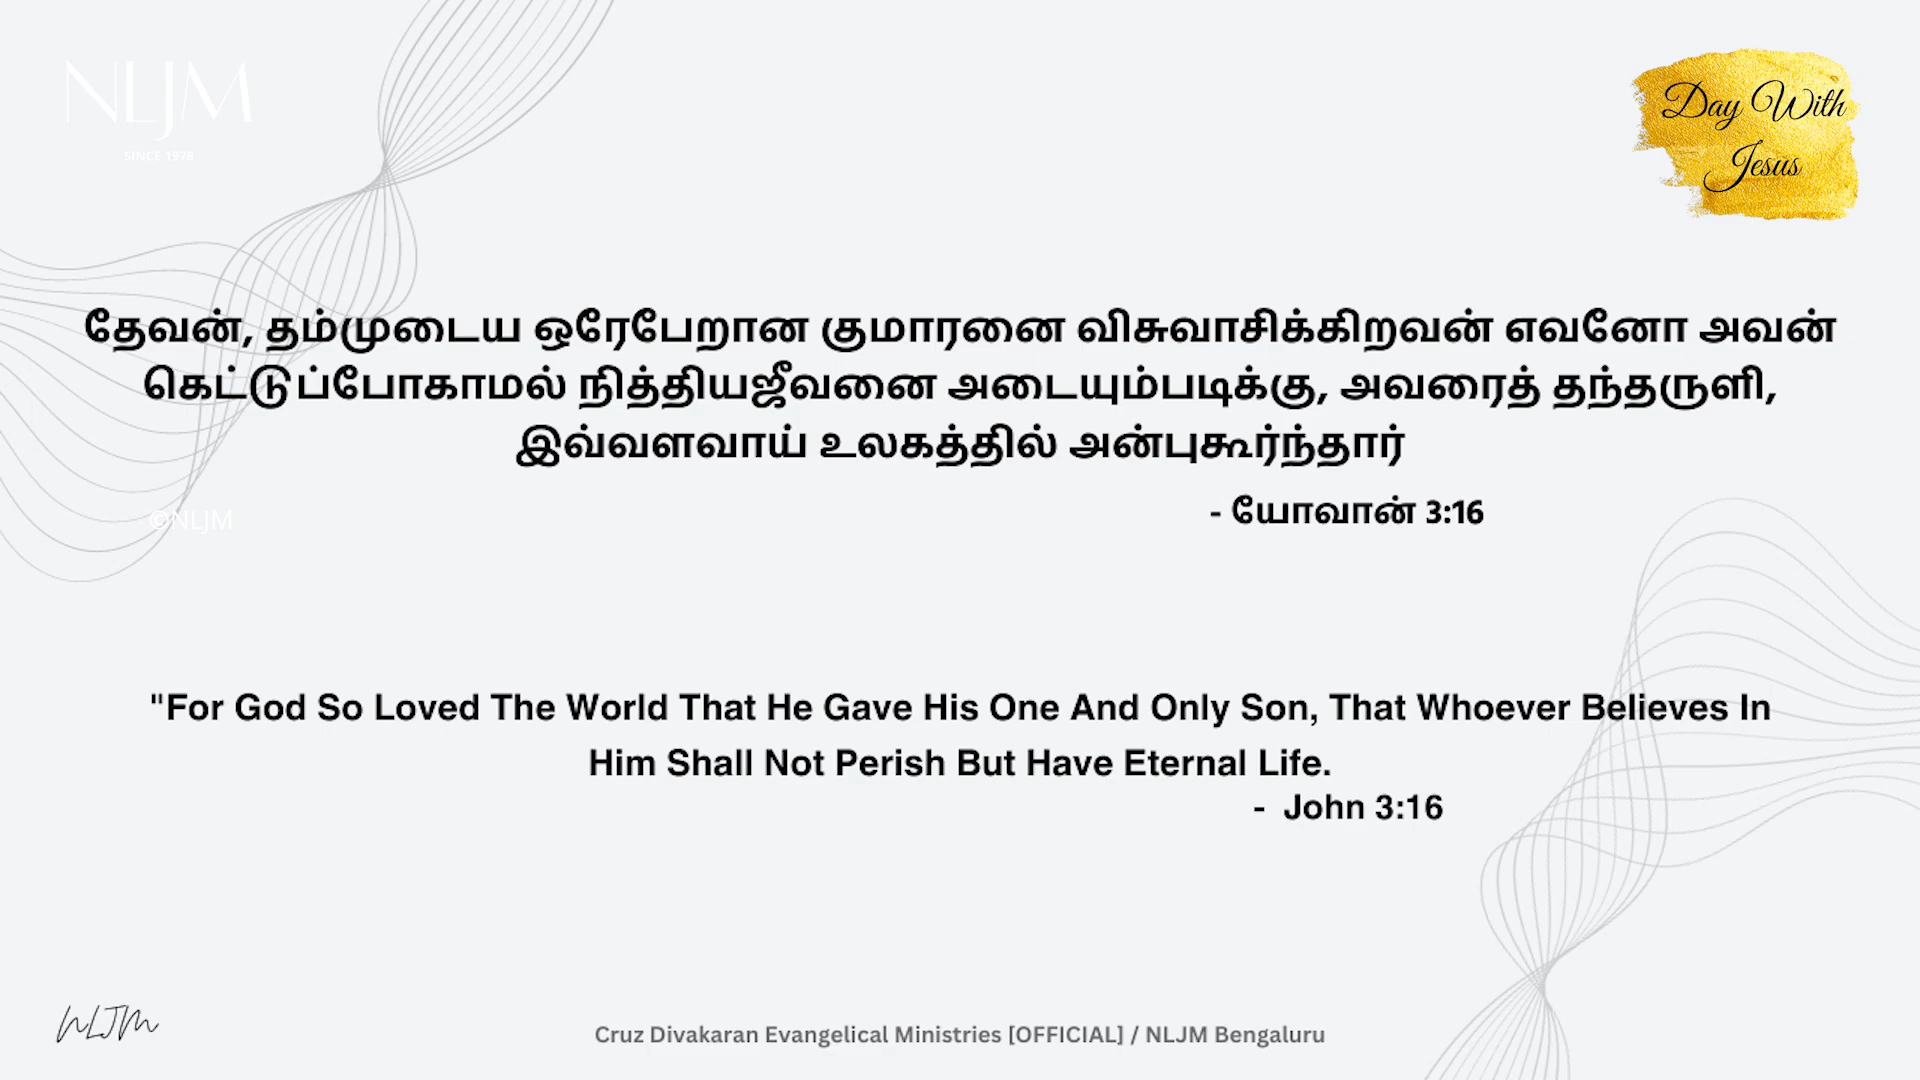 NLJM
SINCE 1978
Day With
Jesus
தேவன், தம்முடைய ஒரேபேறான குமாரனை விசுவாசிக்கிறவன் எவனோ அவன்
கெட்டுப்போகாமல் நித்தியஜீவனை அடையும்படிக்கு, அவரைத் தந்தருளி,
இவ்வளவாய் உலகத்தில் அன்புகூர்ந்தார்
- யோவான் 3:16
©NLJM
"For God So Loved The World That He Gave His One And Only Son, That Whoever Believes In
Him Shall Not Perish But Have Eternal Life.
- John 3:16
NLJM
Cruz Divakaran Evangelical Ministries [OFFICIAL] / NLJM Bengaluru